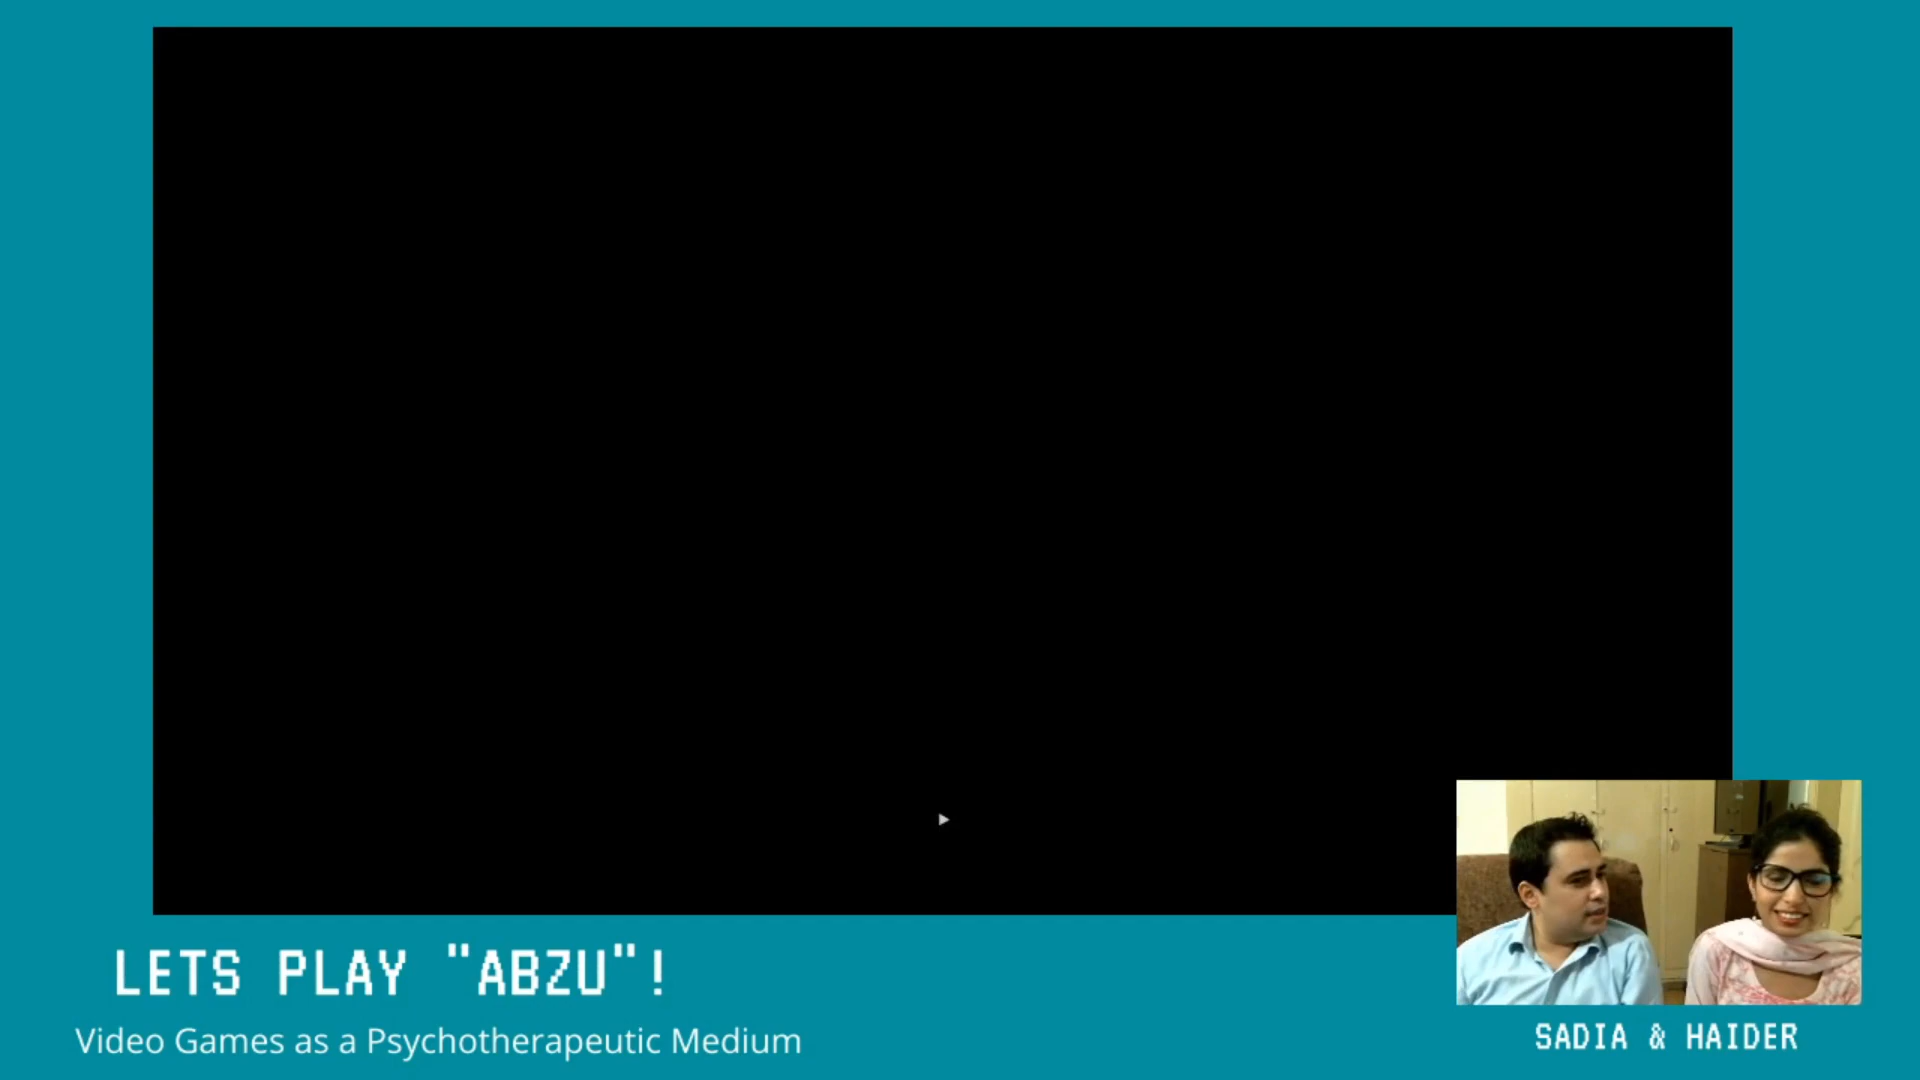 LETS PLAY "ABZU"!
Video Games as a Psychotherapeutic Medium
SADIA & HAIDER